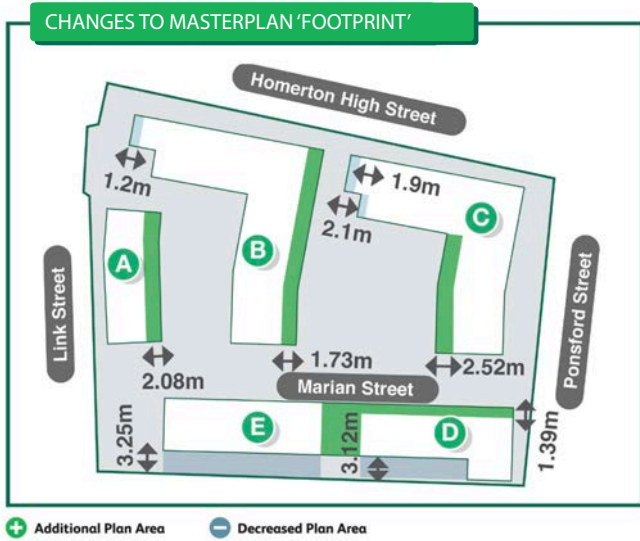 CHANGES TO MASTERPLAN 'FOOTPRINT'
Homerton High Street
1.2m
1.9m
2.1m
C
A
B
Link Street
Ponsford Street
2.08m
1.73m
2.52m
Marian Street
E
D
3.25m
3.12m
1.39m
+ Additional Plan Area
− Decreased Plan Area